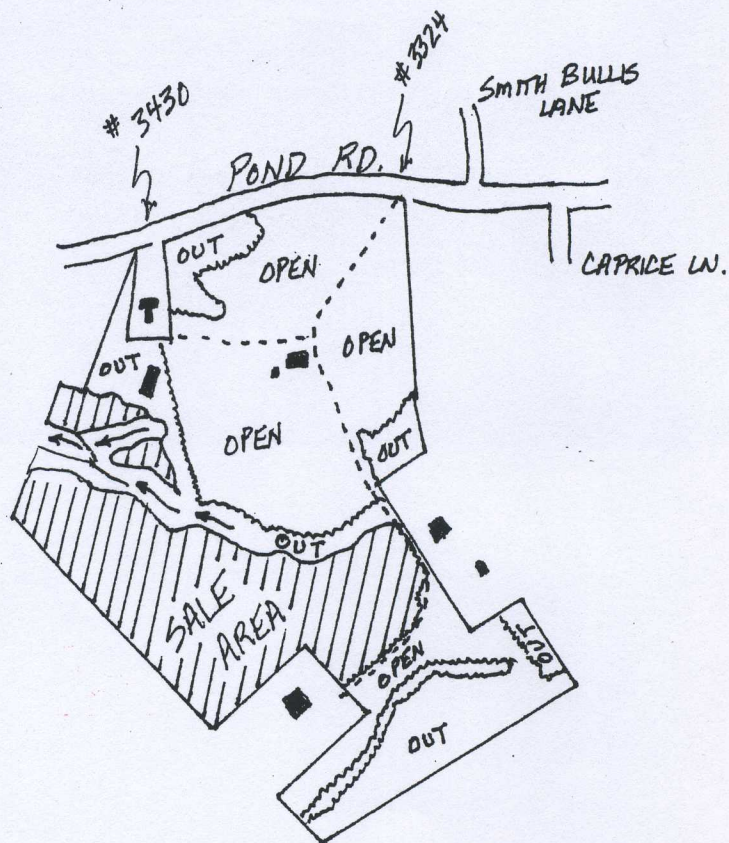 # 3430
# 3324
SMITH BULLIS
LANE
POND RD.
OUT
OPEN
CAPRICE LN.
OPEN
OUT
OPEN
OUT
OUT
SALE
AREA
OUT
OPEN
OUT